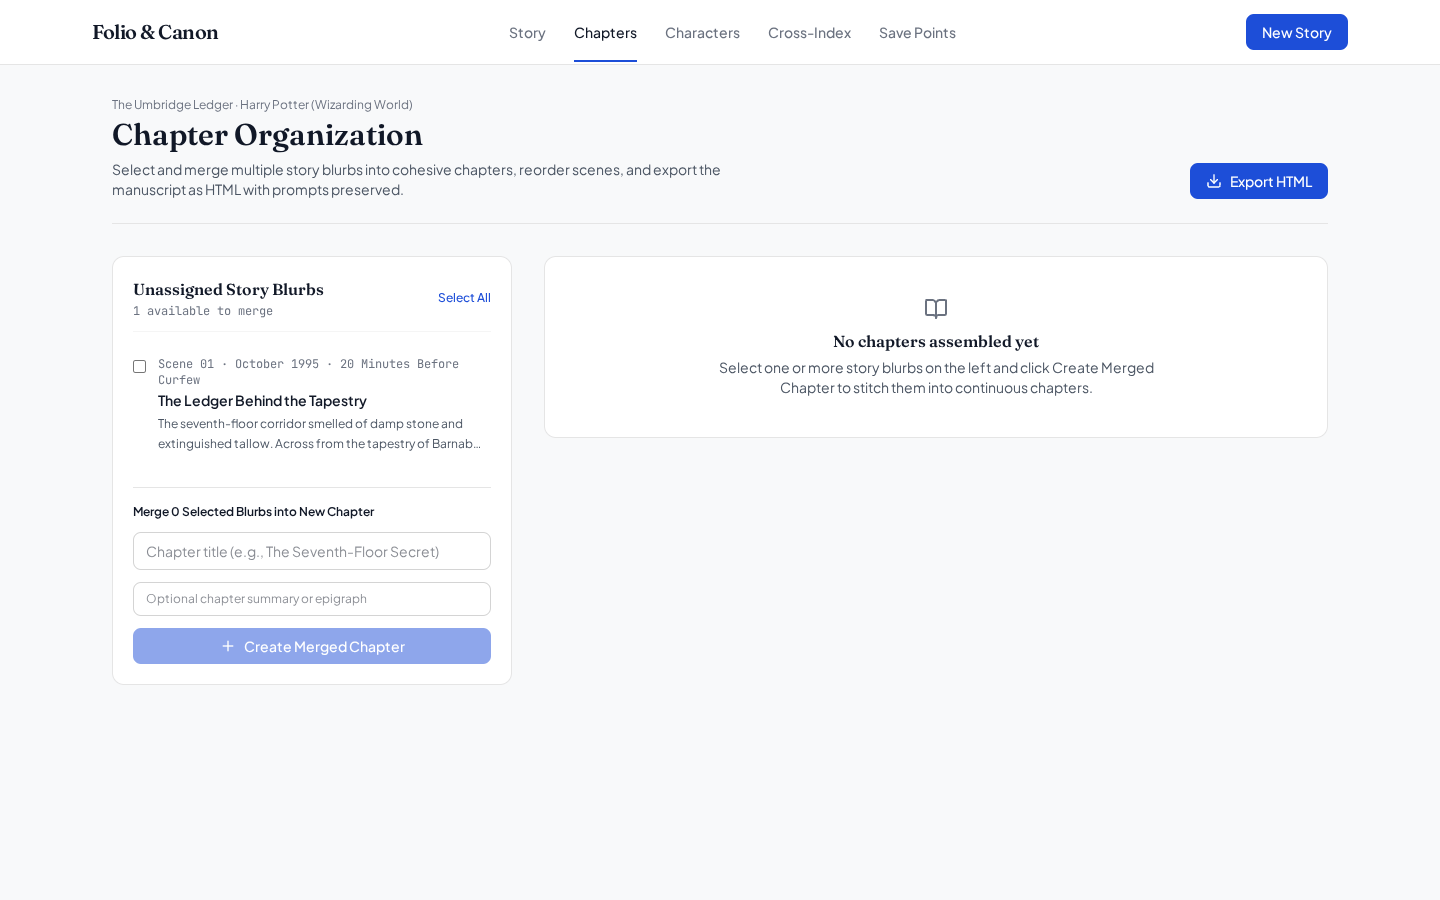 Folio & Canon
Story
Chapters
Characters
Cross-Index
Save Points
New Story
The Umbridge Ledger · Harry Potter (Wizarding World)
Chapter Organization
Select and merge multiple story blurbs into cohesive chapters, reorder scenes, and export the
manuscript as HTML with prompts preserved.
Export HTML
Unassigned Story Blurbs
1 available to merge
Select All
Scene 01 · October 1995 · 20 Minutes Before
Curfew
The Ledger Behind the Tapestry
The seventh-floor corridor smelled of damp stone and
extinguished tallow. Across from the tapestry of Barnab…
Merge 0 Selected Blurbs into New Chapter
Chapter title (e.g., The Seventh-Floor Secret)
Optional chapter summary or epigraph
Create Merged Chapter
No chapters assembled yet
Select one or more story blurbs on the left and click Create Merged
Chapter to stitch them into continuous chapters.